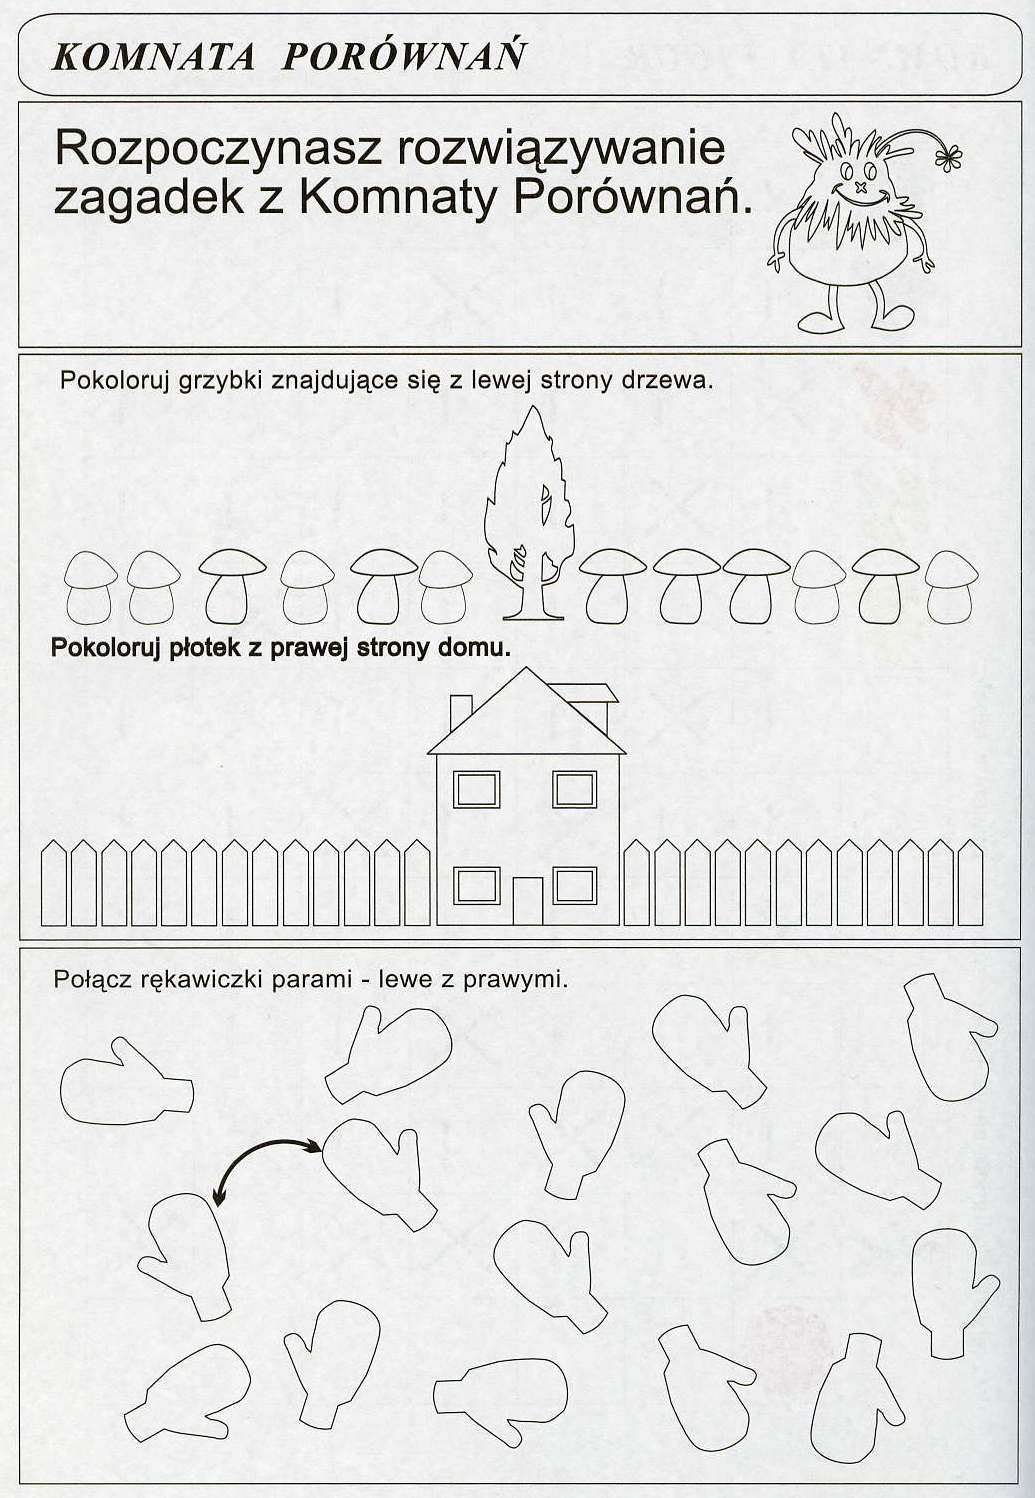 KOMNATA PORÓWNAŃ
Rozpoczynasz rozwiązywanie
zagadek z Komnaty Porównań.
Pokoloruj grzybki znajdujące się z lewej strony drzewa.
Pokoloruj płotek z prawej strony domu.
Połącz rękawiczki parami - lewe z prawymi.